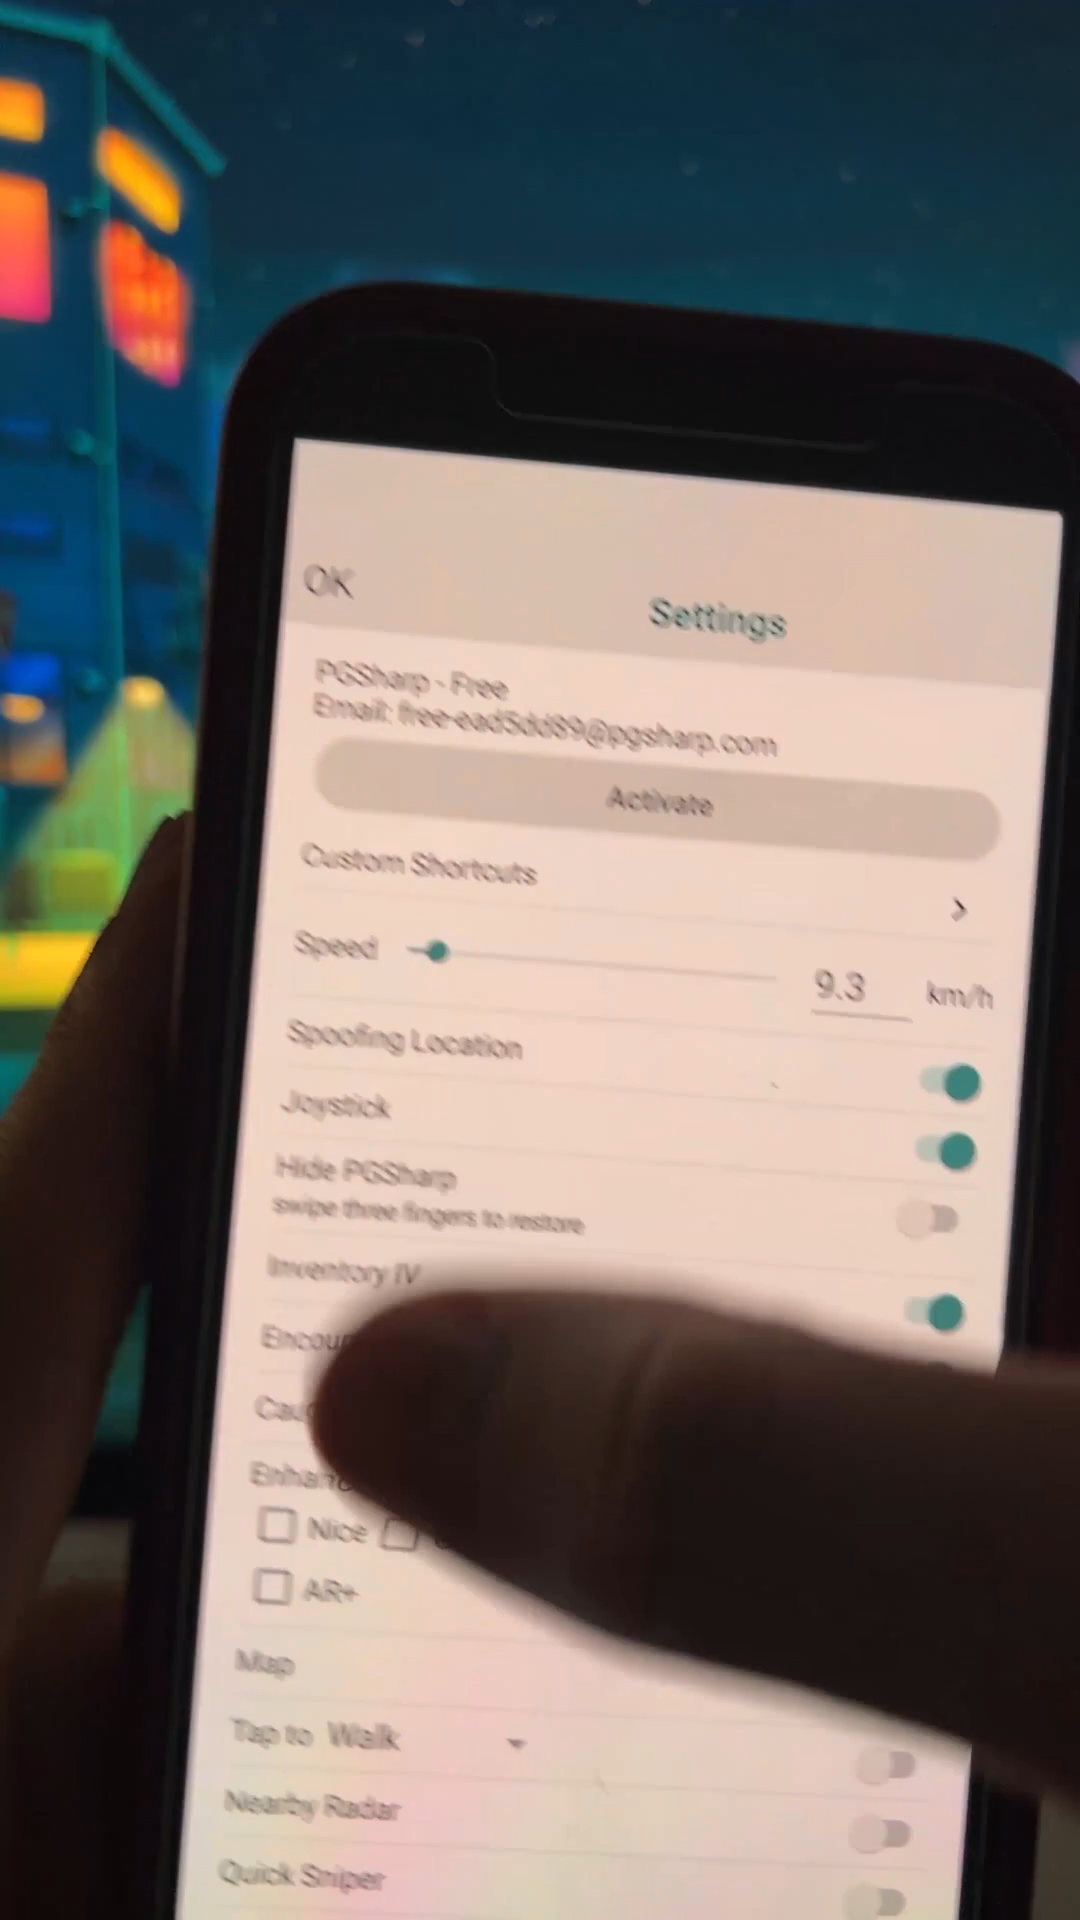 OK
Settings
PGSharp - Free
Email: free-ead5dd89@pgsharp.com
Activate
Custom Shortcuts
Speed 9.3 km/h
Spoofing Location
Joystick
Hide PGSharp
swipe three fingers to restore
Inventory IV
Nice
AR+
Map
Tap to Walk
Nearby Radar
Quick Sniper